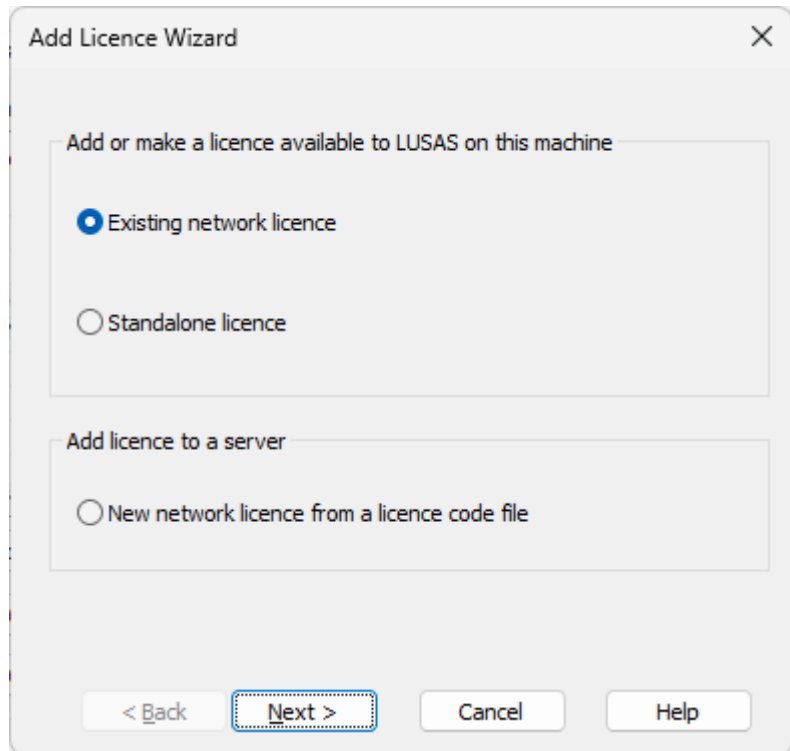 Add Licence Wizard
Add or make a licence available to LUSAS on this machine
Existing network licence
Standalone licence
Add licence to a server
New network licence from a licence code file
< Back Next > Cancel Help